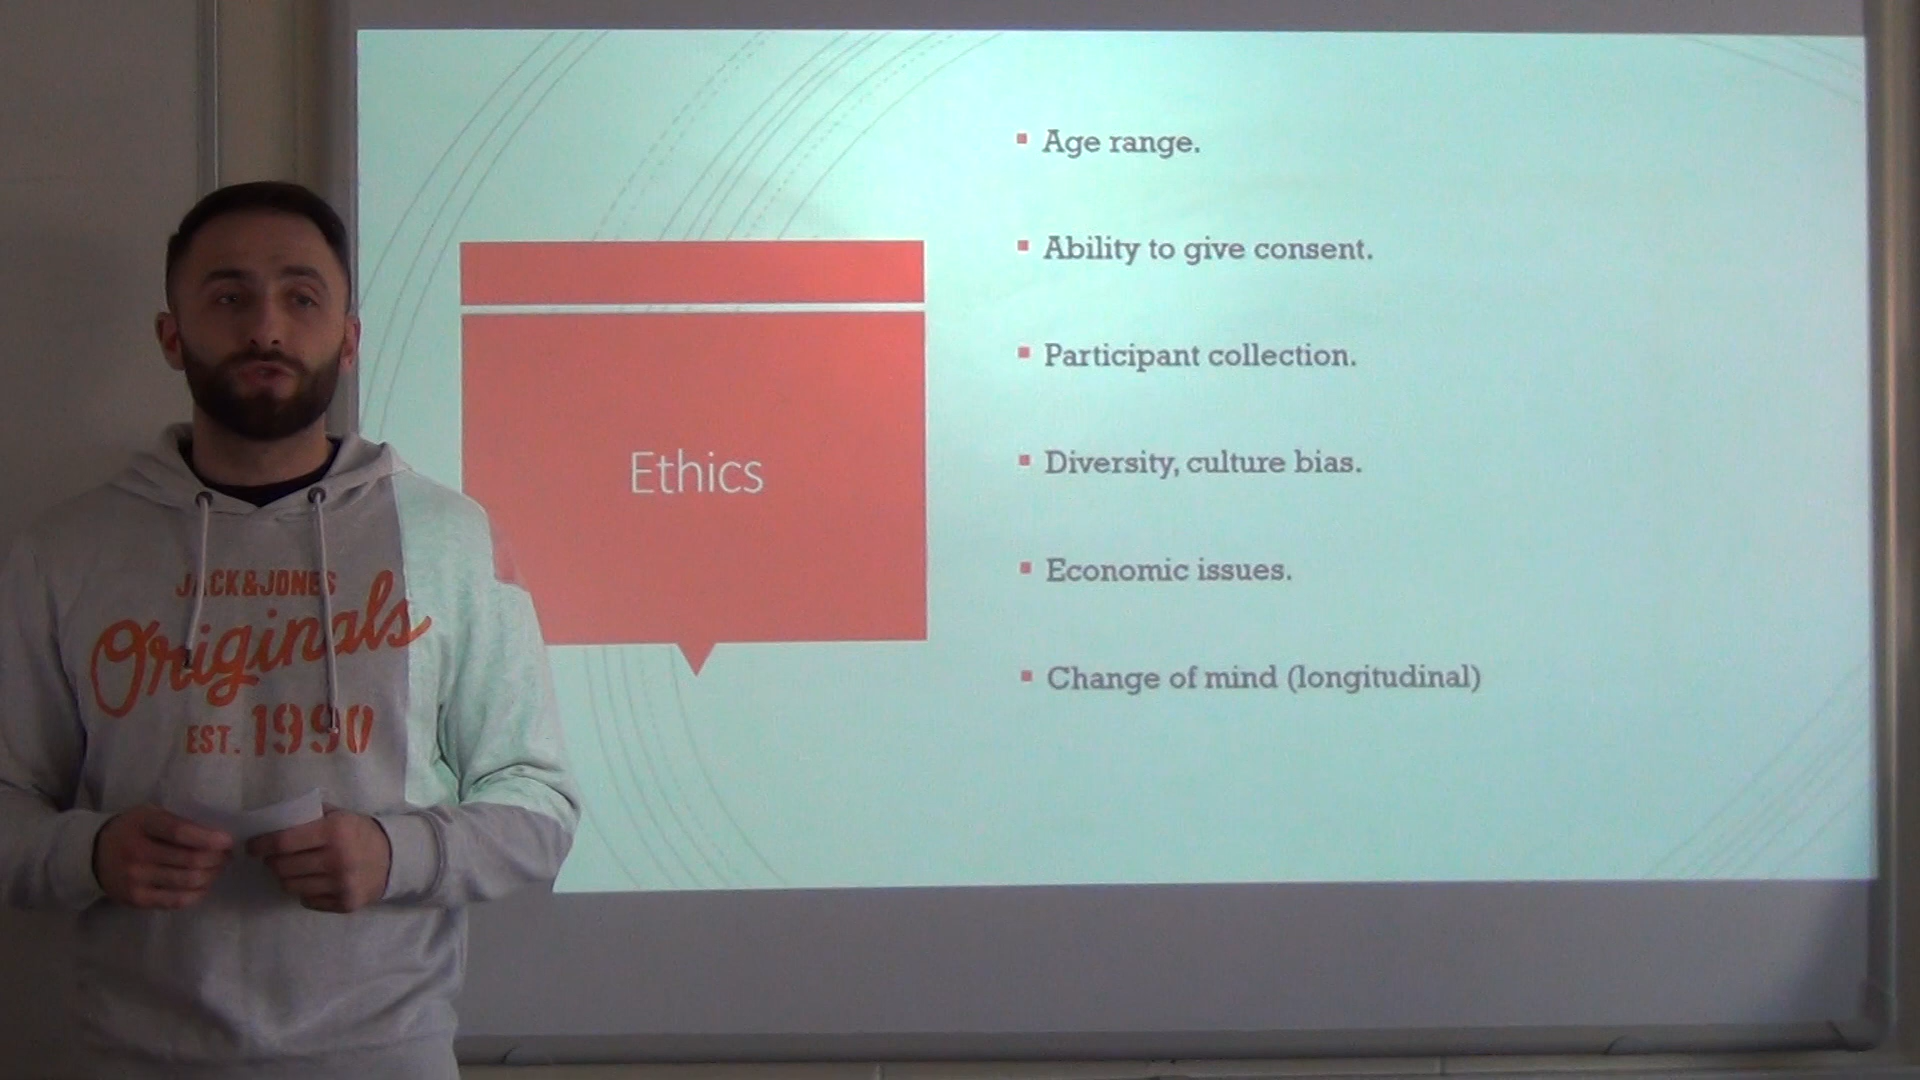 Age range.
Ability to give consent.
Participant collection.
Diversity, culture bias.
Economic issues.
Change of mind (longitudinal)
Ethics
JACK&JONES
Originals
EST. 1990